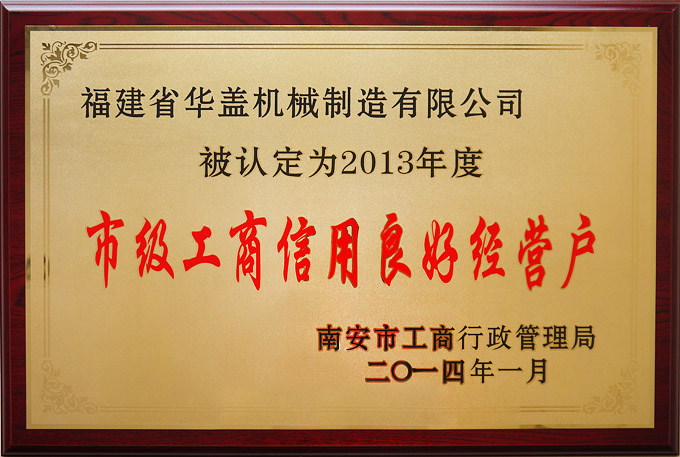 福建省华盖机械制造有限公司
被认定为2013年度
市级工商信用良好经营户
南安市工商行政管理局
二〇一四年一月